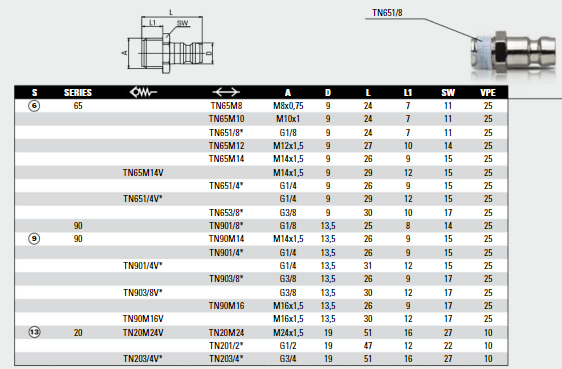 L
L1
SW
A
D
TN651/8
S SERIES A D L L1 SW VPE
6 65 TN65M8 M8x0,75 9 24 7 11 25
TN65M10 M10x1 9 24 7 11 25
TN651/8* G1/8 9 24 7 11 25
TN65M12 M12x1,5 9 27 10 14 25
TN65M14 M14x1,5 9 26 9 15 25
TN65M14V M14x1,5 9 29 12 15 25
TN651/4* G1/4 9 26 9 15 25
TN651/4V* G1/4 9 29 12 15 25
TN653/8* G3/8 9 30 10 17 25
90 TN901/8* G1/8 13,5 25 8 14 25
9 90 TN90M14 M14x1,5 13,5 26 9 15 25
TN901/4* G1/4 13,5 26 9 15 25
TN901/4V* G1/4 13,5 31 12 15 25
TN903/8* G3/8 13,5 26 9 17 25
TN903/8V* G3/8 13,5 30 12 17 25
TN90M16 M16x1,5 13,5 26 9 17 25
TN90M16V M16x1,5 13,5 30 12 17 25
13 20 TN20M24V TN20M24 M24x1,5 19 51 16 27 10
TN201/2* G1/2 19 47 12 22 10
TN203/4V* TN203/4* G3/4 19 51 16 27 10